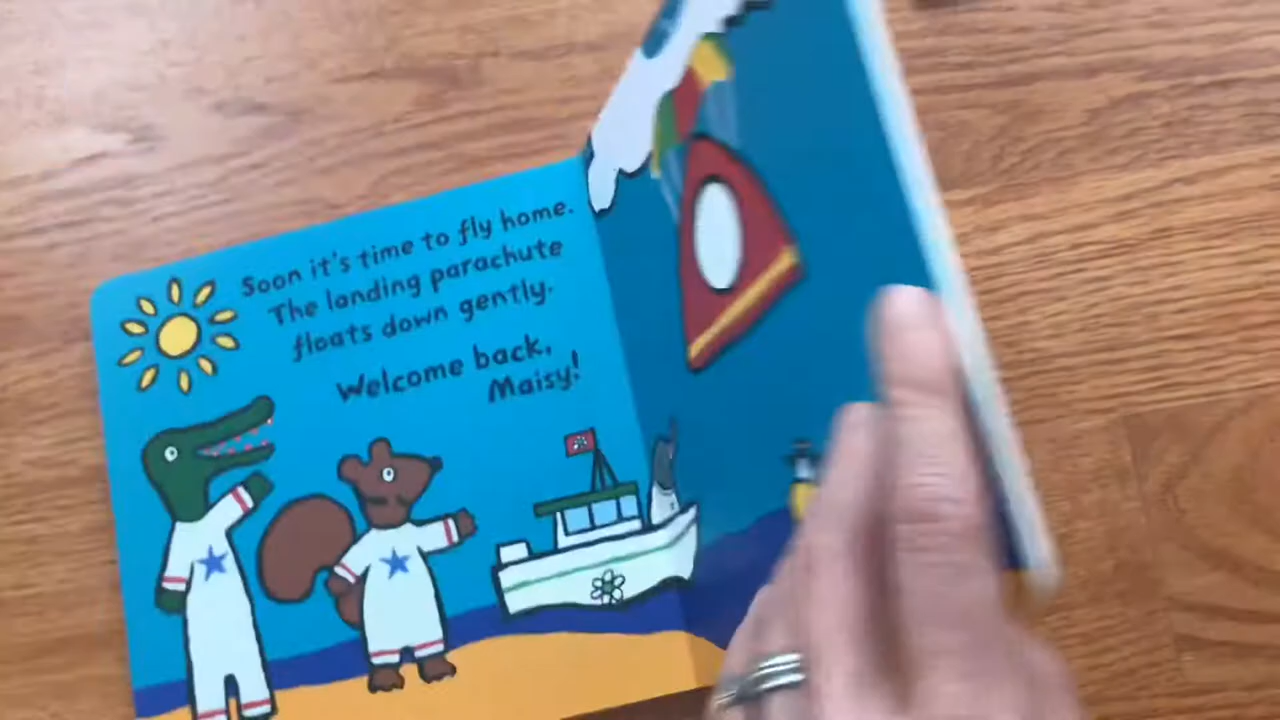 Soon it's time to fly home.
The landing parachute
floats down gently.
Welcome back,
Maisy!